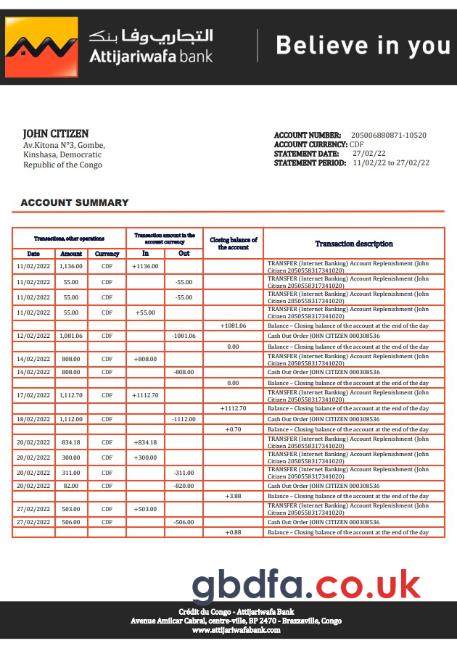 التجاري وفا بنك
Attijariwafa bank
Believe in you
JOHN CITIZEN
Av.Kitona N°3, Gombe,
Kinshasa, Democratic
Republic of the Congo
ACCOUNT NUMBER: 205006880871-10520
ACCOUNT CURRENCY: CDF
STATEMENT DATE: 27/02/22
STATEMENT PERIOD: 11/02/22 to 27/02/22
ACCOUNT SUMMARY
Transactions, other operations Transaction amount in the account currency Closing balance of the account Transaction description
Date Amount Currency In Out
11/02/2022 1,136.00 CDF +1136.00 TRANSFER (Internet Banking) Account Replenishment (John Citizen 2050558317341020)
11/02/2022 55.00 CDF -55.00 TRANSFER (Internet Banking) Account Replenishment (John Citizen 2050558317341020)
11/02/2022 55.00 CDF -55.00 TRANSFER (Internet Banking) Account Replenishment (John Citizen 2050558317341020)
11/02/2022 55.00 CDF +55.00 TRANSFER (Internet Banking) Account Replenishment (John Citizen 2050558317341020)
+1081.06 Balance – Closing balance of the account at the end of the day
12/02/2022 1,081.06 CDF -1081.06 Cash Out Order JOHN CITIZEN 000308536
0.00 Balance – Closing balance of the account at the end of the day
14/02/2022 808.00 CDF +808.00 TRANSFER (Internet Banking) Account Replenishment (John Citizen 2050558317341020)
14/02/2022 808.00 CDF -808.00 Cash Out Order JOHN CITIZEN 000308536
0.00 Balance – Closing balance of the account at the end of the day
17/02/2022 1,112.70 CDF +1112.70 TRANSFER (Internet Banking) Account Replenishment (John Citizen 2050558317341020)
+1112.70 Balance – Closing balance of the account at the end of the day
18/02/2022 1,112.00 CDF -1112.00 Cash Out Order JOHN CITIZEN 000308536
+0.70 Balance – Closing balance of the account at the end of the day
20/02/2022 834.18 CDF +834.18 TRANSFER (Internet Banking) Account Replenishment (John Citizen 2050558317341020)
20/02/2022 300.00 CDF +300.00 TRANSFER (Internet Banking) Account Replenishment (John Citizen 2050558317341020)
20/02/2022 311.00 CDF -311.00 TRANSFER (Internet Banking) Account Replenishment (John Citizen 2050558317341020)
20/02/2022 82.00 CDF -820.00 Cash Out Order JOHN CITIZEN 000308536
+3.88 Balance – Closing balance of the account at the end of the day
27/02/2022 503.00 CDF +503.00 TRANSFER (Internet Banking) Account Replenishment (John Citizen 2050558317341020)
27/02/2022 506.00 CDF -506.00 Cash Out Order JOHN CITIZEN 000308536
+0.88 Balance – Closing balance of the account at the end of the day
gbdfa.co.uk
Crédit du Congo - Attijariwafa Bank
Avenue Amilcar Cabral, centre-ville, BP 2470 - Brazzaville, Congo
www.attijariwafabank.com